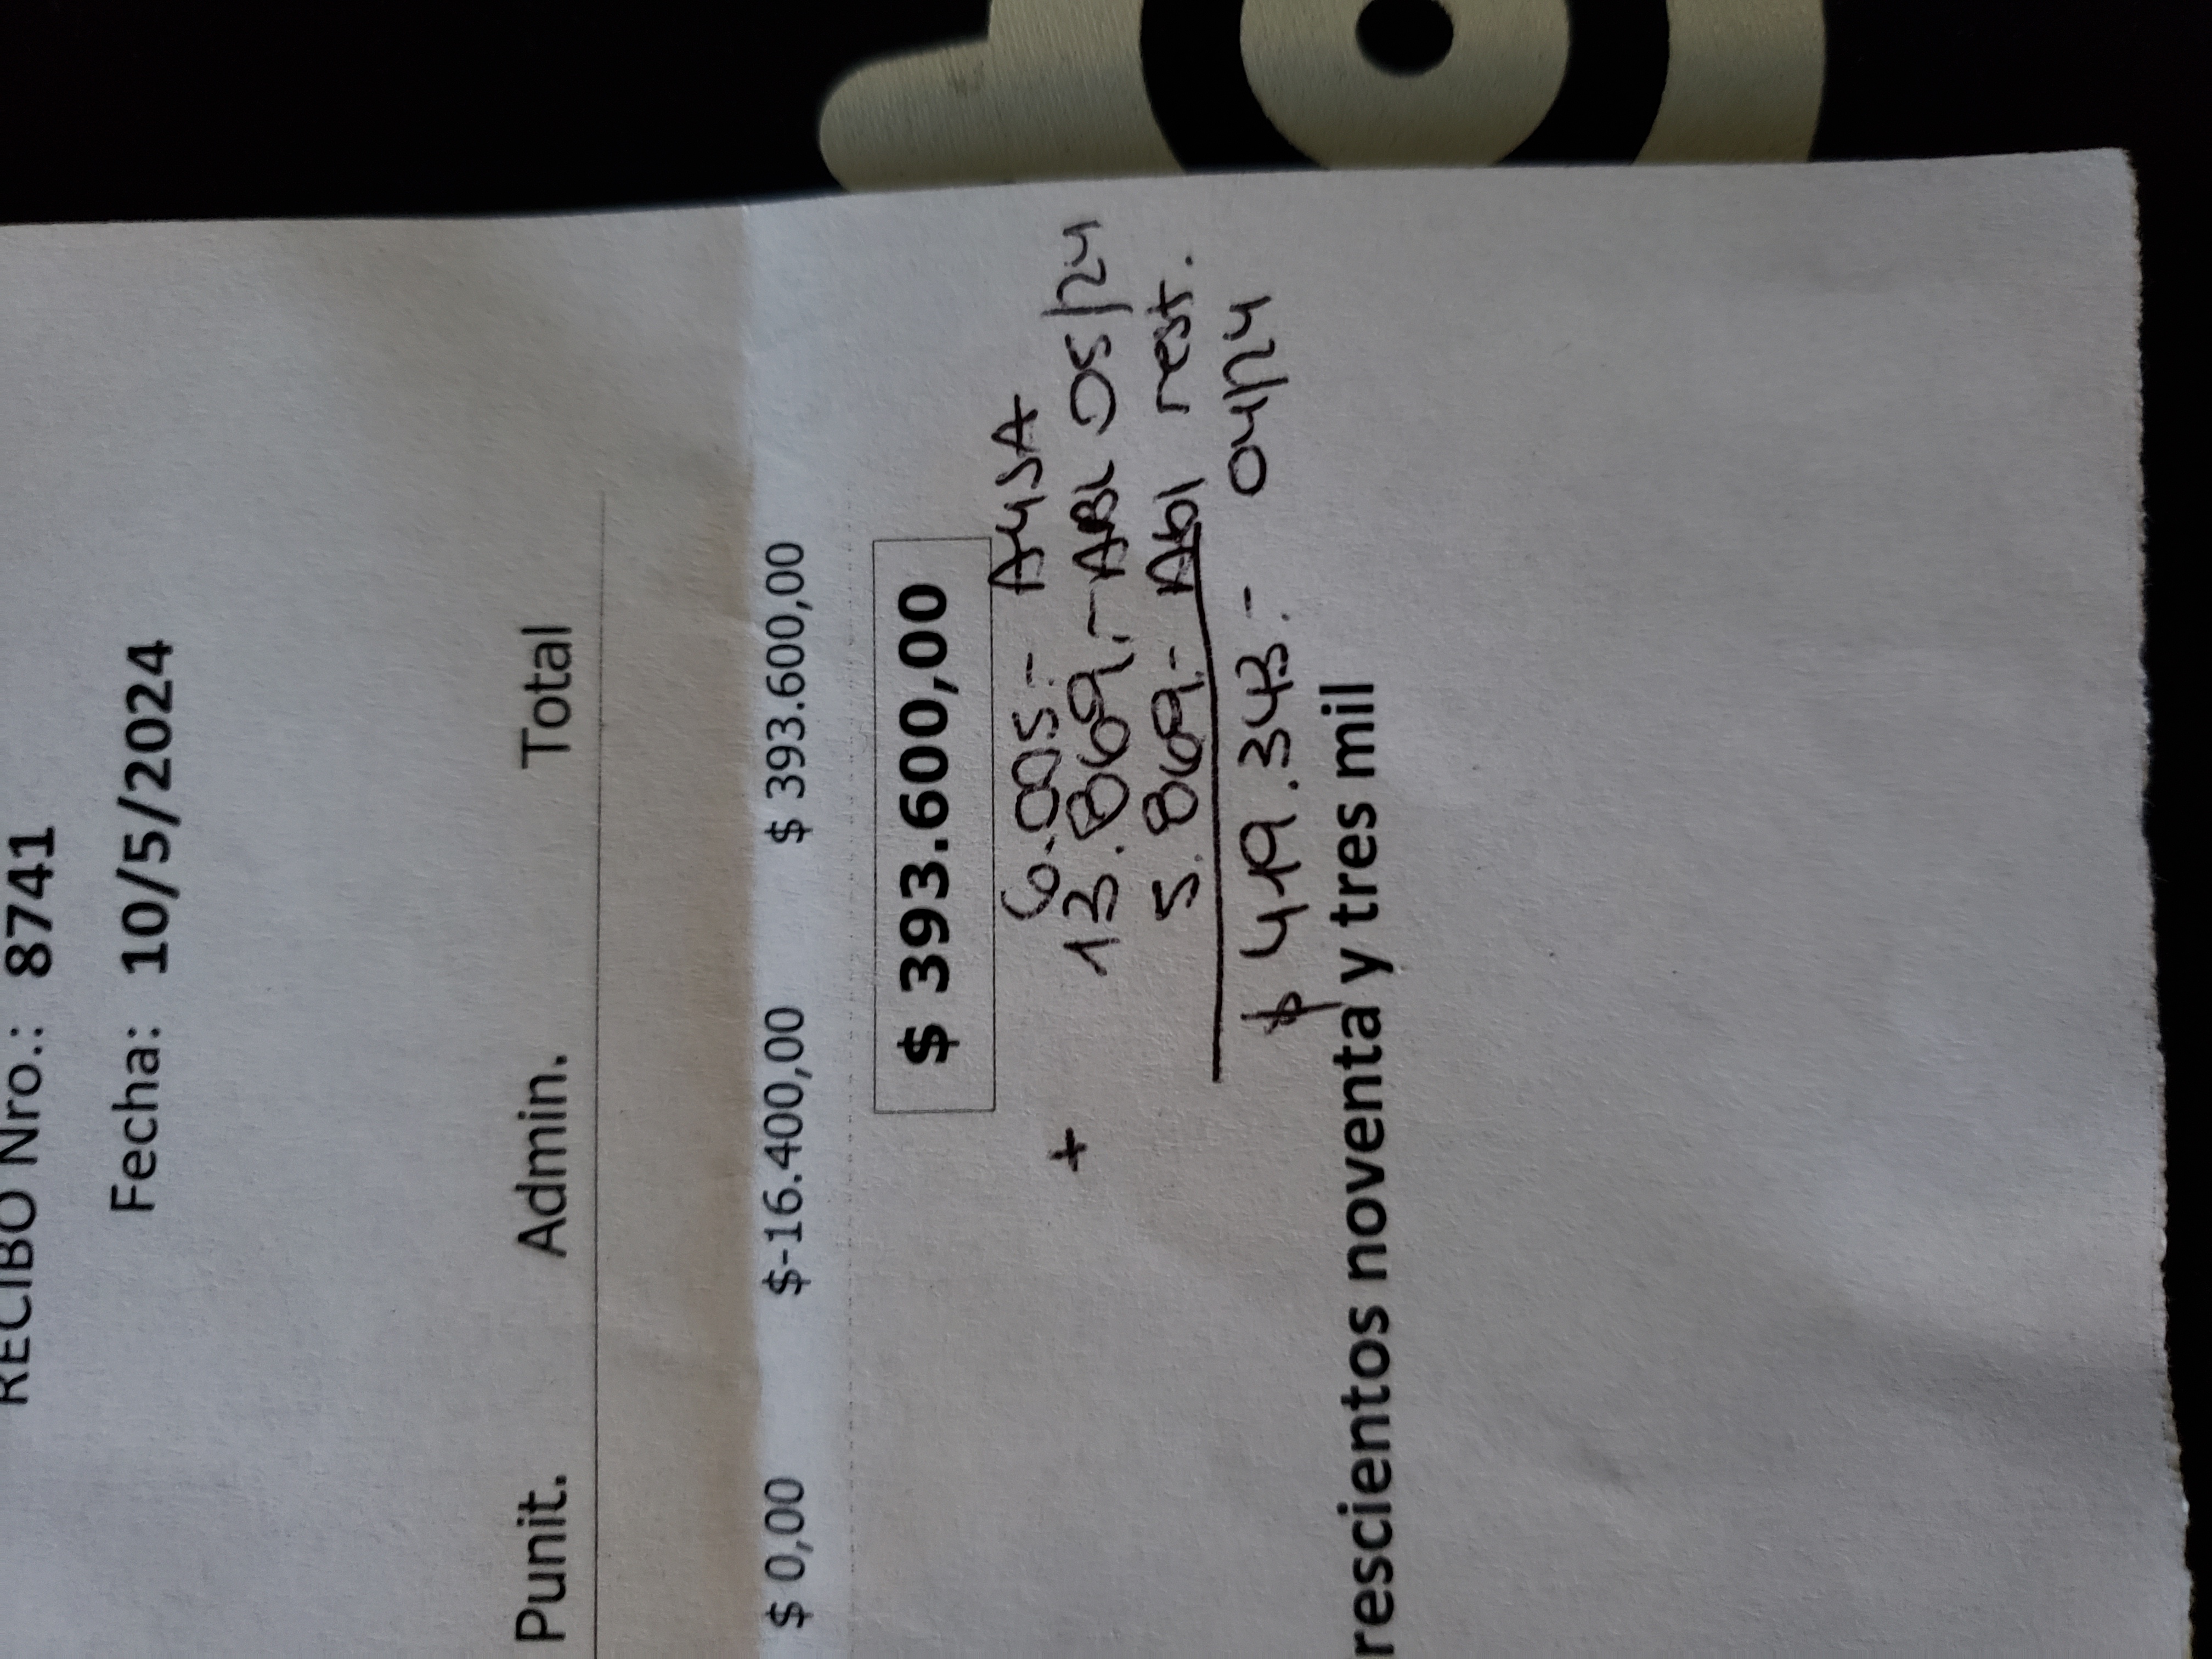 RECIBO Nro.: 8741
Fecha: 10/5/2024
Punit. Admin. Total
$ 0,00 $-16.400,00 $ 393.600,00
$ 393.600,00
6.005.- AYSA
+ 13.869.- ABL 05/24
5.869.- Abl rest.
$ 419.343.- 04/24
rescientos noventa y tres mil